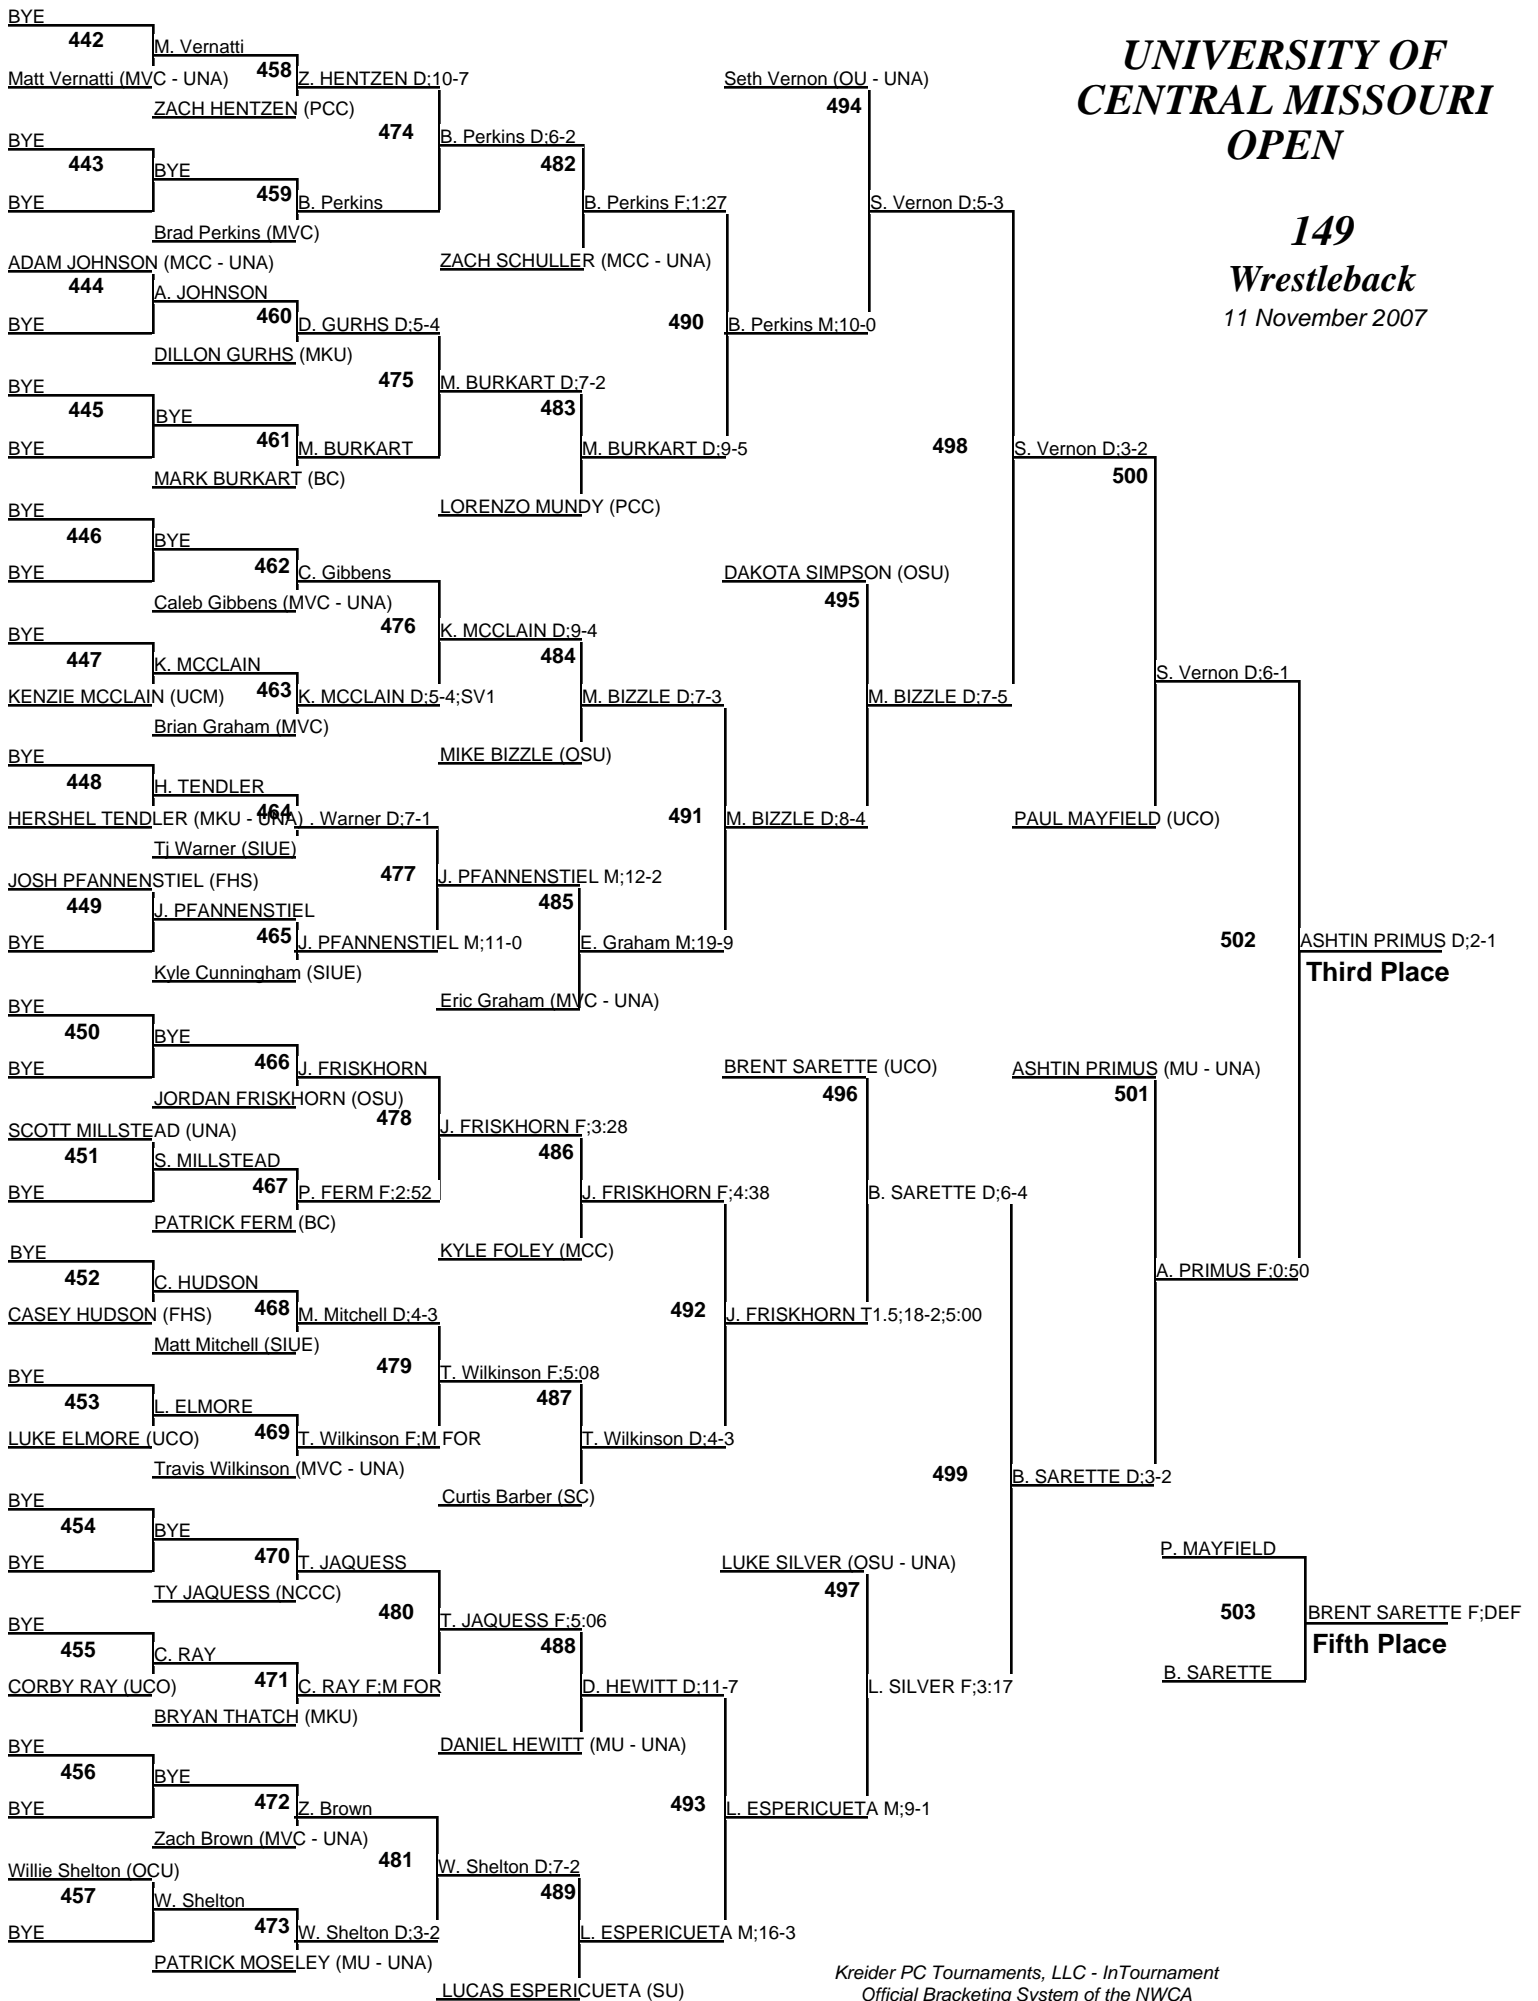 BYE
442
M. Vernatti
Matt Vernatti (MVC - UNA)
458
Z. HENTZEN D;10-7
ZACH HENTZEN (PCC)
474
B. Perkins D;6-2
BYE
443
BYE
459
B. Perkins
BYE
Brad Perkins (MVC)
482
B. Perkins F;1:27
ZACH SCHULLER (MCC - UNA)
ADAM JOHNSON (MCC - UNA)
444
A. JOHNSON
BYE
460
D. GURHS D;5-4
DILLON GURHS (MKU)
475
M. BURKART D;7-2
BYE
445
BYE
461
M. BURKART
BYE
MARK BURKART (BC)
483
M. BURKART D;9-5
LORENZO MUNDY (PCC)
490
B. Perkins M;10-0
Seth Vernon (OU - UNA)
494
S. Vernon D;5-3
BYE
446
BYE
BYE
462
C. Gibbens
Caleb Gibbens (MVC - UNA)
476
K. MCCLAIN D;9-4
BYE
447
K. MCCLAIN
KENZIE MCCLAIN (UCM)
463
K. MCCLAIN D;5-4;SV1
Brian Graham (MVC)
484
M. BIZZLE D;7-3
MIKE BIZZLE (OSU)
BYE
448
H. TENDLER
HERSHEL TENDLER (MKU - UNA)
464
. Warner D;7-1
Tj Warner (SIUE)
477
J. PFANNENSTIEL M;12-2
JOSH PFANNENSTIEL (FHS)
449
J. PFANNENSTIEL
BYE
465
J. PFANNENSTIEL M;11-0
Kyle Cunningham (SIUE)
485
E. Graham M;19-9
Eric Graham (MVC - UNA)
491
M. BIZZLE D;8-4
DAKOTA SIMPSON (OSU)
495
M. BIZZLE D;7-5
498
S. Vernon D;3-2
500
S. Vernon D;6-1
PAUL MAYFIELD (UCO)
BYE
450
BYE
BYE
466
J. FRISKHORN
JORDAN FRISKHORN (OSU)
478
J. FRISKHORN F;3:28
SCOTT MILLSTEAD (UNA)
451
S. MILLSTEAD
BYE
467
P. FERM F;2:52
PATRICK FERM (BC)
486
J. FRISKHORN F;4:38
KYLE FOLEY (MCC)
BYE
452
C. HUDSON
CASEY HUDSON (FHS)
468
M. Mitchell D;4-3
Matt Mitchell (SIUE)
479
T. Wilkinson F;5:08
BYE
453
L. ELMORE
LUKE ELMORE (UCO)
469
T. Wilkinson F;M FOR
Travis Wilkinson (MVC - UNA)
487
T. Wilkinson D;4-3
Curtis Barber (SC)
492
J. FRISKHORN T1.5;18-2;5:00
BRENT SARETTE (UCO)
496
B. SARETTE D;6-4
BYE
454
BYE
BYE
470
T. JAQUESS
TY JAQUESS (NCCC)
480
T. JAQUESS F;5:06
BYE
455
C. RAY
CORBY RAY (UCO)
471
C. RAY F;M FOR
BRYAN THATCH (MKU)
488
D. HEWITT D;11-7
DANIEL HEWITT (MU - UNA)
BYE
456
BYE
BYE
472
Z. Brown
Zach Brown (MVC - UNA)
481
W. Shelton D;7-2
Willie Shelton (OCU)
457
W. Shelton
BYE
473
W. Shelton D;3-2
PATRICK MOSELEY (MU - UNA)
489
L. ESPERICUETA M;16-3
LUCAS ESPERICUETA (SU)
493
L. ESPERICUETA M;9-1
LUKE SILVER (OSU - UNA)
497
L. SILVER F;3:17
499
B. SARETTE D;3-2
ASHTIN PRIMUS (MU - UNA)
501
A. PRIMUS F;0:50
502
ASHTIN PRIMUS D;2-1
Third Place
P. MAYFIELD
503
BRENT SARETTE F;DEF
Fifth Place
B. SARETTE
UNIVERSITY OF
CENTRAL MISSOURI
OPEN
149
Wrestleback
11 November 2007
Kreider PC Tournaments, LLC - InTournament
Official Bracketing System of the NWCA